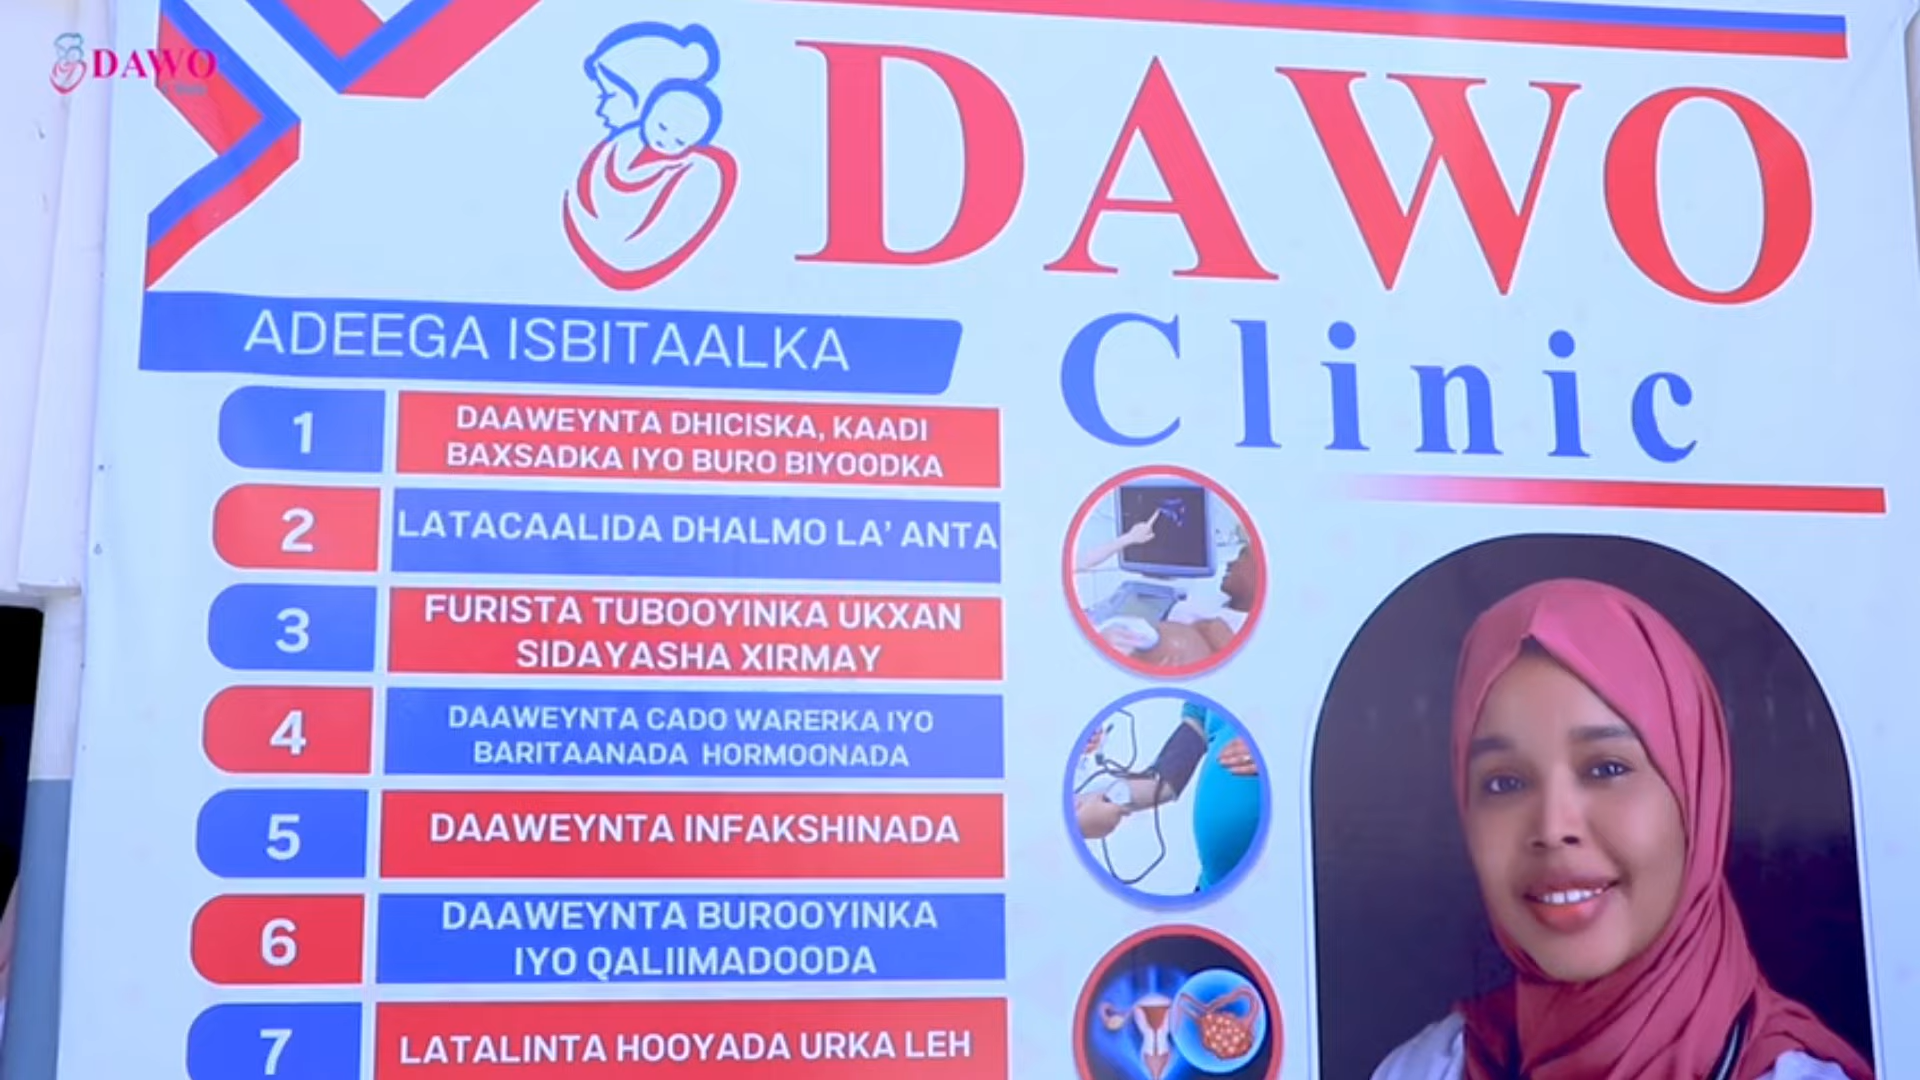 DAWO
DAWO
Clinic
ADEEGA ISBITAALKA
1
DAAWEYNTA DHICISKA, KAADI
BAXSADKA IYO BURO BIYOODKA
2
LATACAALIDA DHALMO LA' ANTA
3
FURISTA TUBOOYINKA UKXAN
SIDAYASHA XIRMAY
4
DAAWEYNTA CADO WARERKA IYO
BARITAANADA HORMOONADA
5
DAAWEYNTA INFAKSHINADA
6
DAAWEYNTA BUROOYINKA
IYO QALIIMADOODA
7
LATALINTA HOOYADA URKA LEH